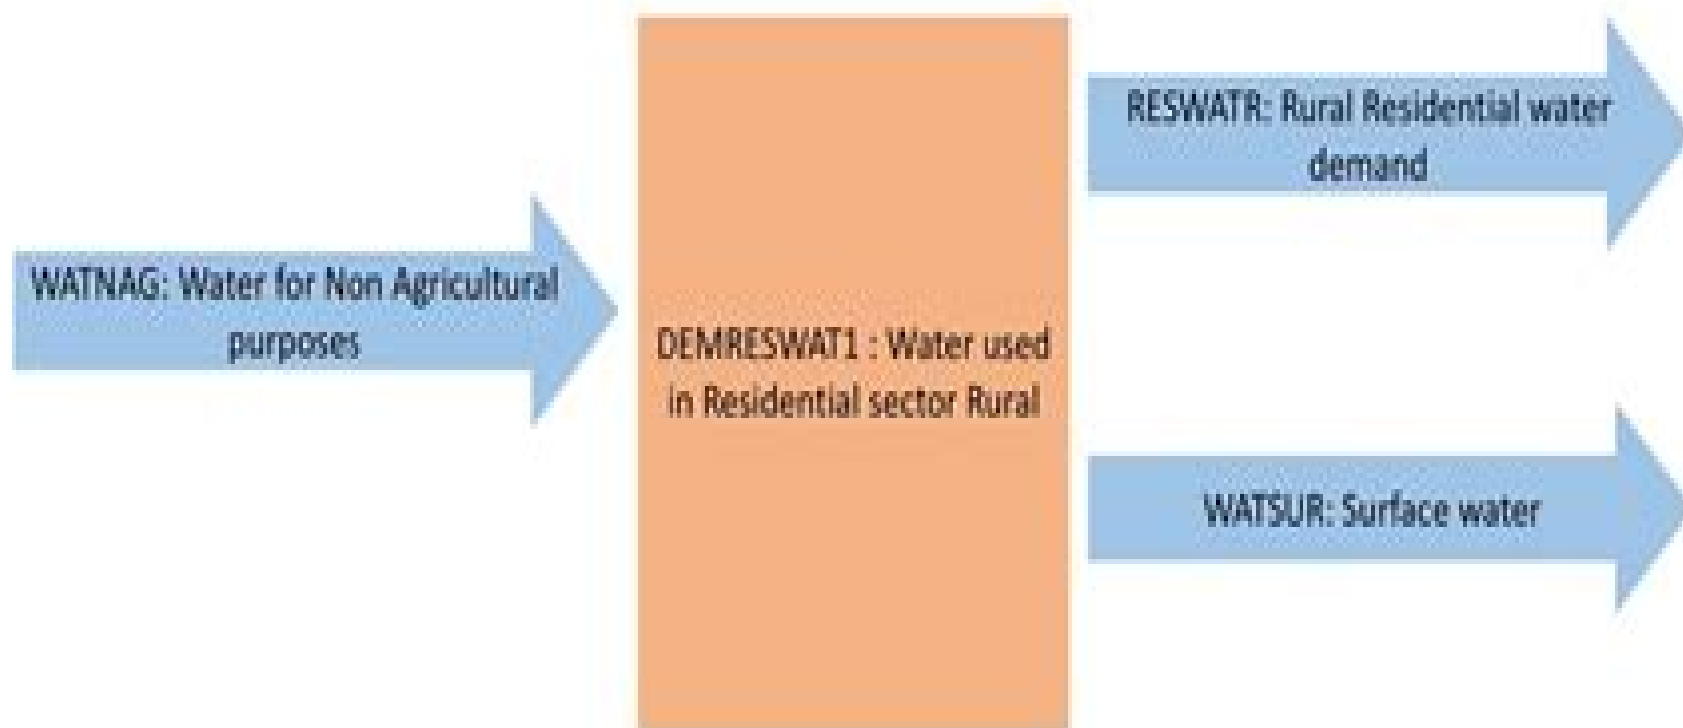 WATNAG: Water for Non Agricultural
purposes
DEMRESWAT1 : Water used
in Residential sector Rural
RESWATR: Rural Residential water
demand
WATSUR: Surface water